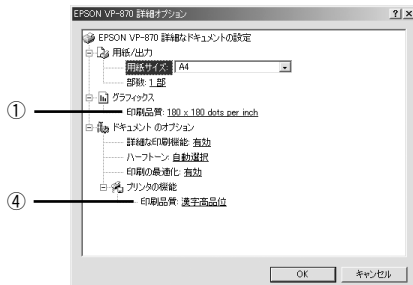 EPSON VP-870 詳細オプション
EPSON VP-870 詳細なドキュメントの設定
用紙/出力
用紙サイズ: A4
部数: 1 部
グラフィックス
① 印刷品質: 180 x 180 dots per inch
ドキュメント のオプション
詳細な印刷機能: 有効
ハーフトーン: 自動選択
印刷の最適化: 有効
プリンタの機能
④ 印刷品質: 漢字高品位
OK キャンセル